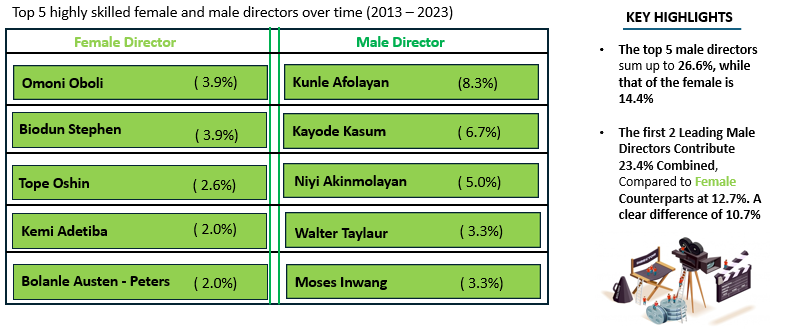 Top 5 highly skilled female and male directors over time (2013 – 2023)
Female Director Male Director
Omoni Oboli ( 3.9%) Kunle Afolayan (8.3%)
Biodun Stephen ( 3.9%) Kayode Kasum ( 6.7%)
Tope Oshin ( 2.6%) Niyi Akinmolayan ( 5.0%)
Kemi Adetiba ( 2.0%) Walter Taylaur ( 3.3%)
Bolanle Austen - Peters ( 2.0%) Moses Inwang ( 3.3%)
KEY HIGHLIGHTS
• The top 5 male directors
sum up to 26.6%, while
that of the female is
14.4%
• The first 2 Leading Male
Directors Contribute
23.4% Combined,
Compared to Female
Counterparts at 12.7%. A
clear difference of 10.7%